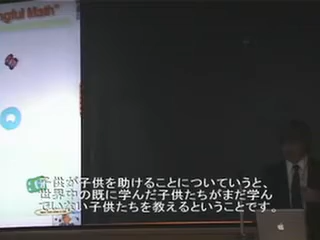 ngful Math"
子供が子供を助けることについていうと、
世界中の既に学んだ子供たちがまだ学ん
でいない子供たちを教えるということです。